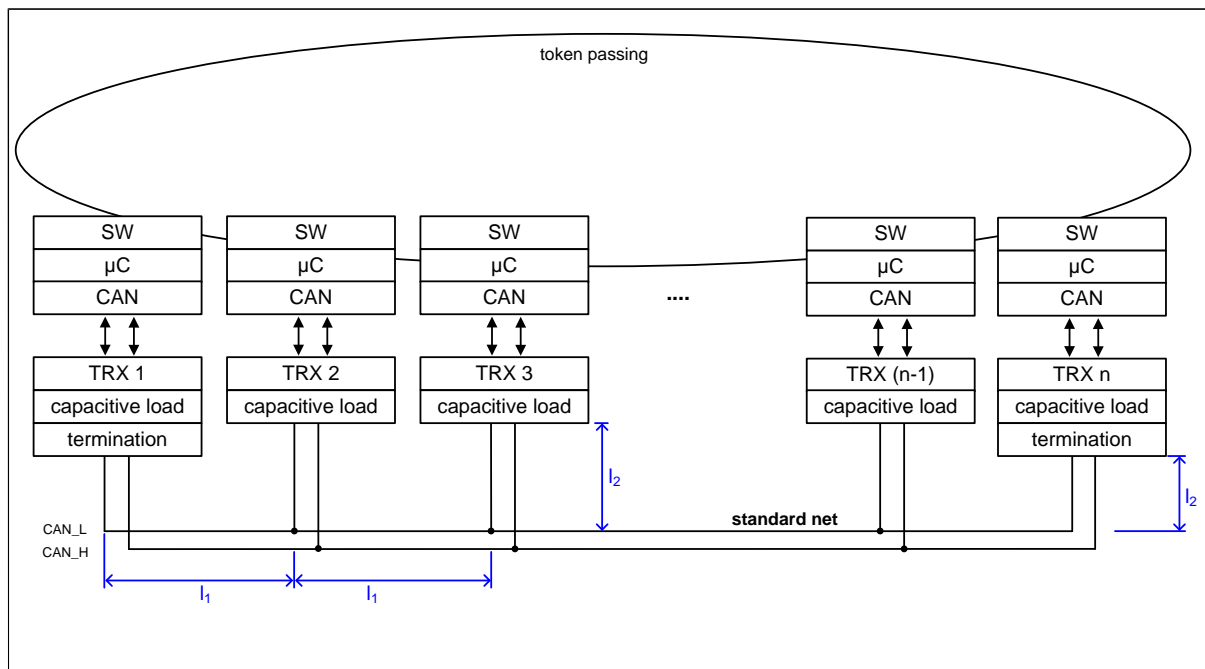 token passing
SW SW SW SW SW
µC µC µC µC µC
CAN CAN CAN CAN CAN
....
TRX 1 TRX 2 TRX 3 TRX (n-1) TRX n
capacitive load capacitive load capacitive load capacitive load capacitive load
termination termination
l2 l2
CAN_L standard net
CAN_H
l1 l1